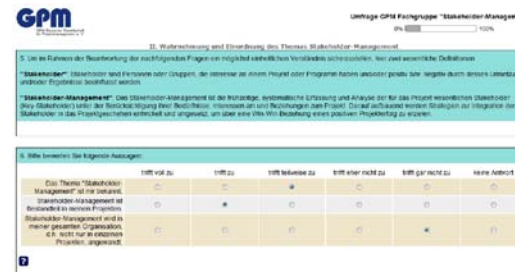 GPM
Umfrage GPM Fachgruppe "Stakeholder-Manageme
0% 100%
II. Wahrnehmung und Einordnung des Themas Stakeholder-Management
5. Um im Rahmen der Beantwortung der nachfolgenden Fragen ein möglichst einheitliches Verständnis sicherzustellen, hier zwei wesentliche Definitionen
"Stakeholder": Stakeholder sind Personen oder Gruppen, die Interesse an einem Projekt oder Programm haben und/oder positiv bzw. negativ durch dessen Umsetzu
und/oder Ergebnisse beeinflusst werden.
"Stakeholder-Management": Das Stakeholder-Management ist die frühzeitige, systematische Erfassung und Analyse der für das Projekt wesentlichen Stakeholder
(Key-Stakeholder) unter der Berücksichtigung ihrer Bedürfnisse, Interessen am und Beziehungen zum Projekt. Darauf aufbauend werden Strategien zur Integration der
Stakeholder in das Projektgeschehen entwickelt und umgesetzt, um über eine Win-Win-Beziehung einen positiven Projekterfolg zu erzielen.
6. Bitte bewerten Sie folgende Aussagen:
trifft voll zu trifft zu trifft teilweise zu trifft eher nicht zu trifft gar nicht zu keine Antwort
Das Thema "Stakeholder-
Management" ist mir bekannt.
Stakeholder-Management ist
Bestandteil in meinen Projekten.
Stakeholder-Management wird in
meiner gesamten Organisation,
d.h. nicht nur in einzelnen
Projekten, angewandt.
?